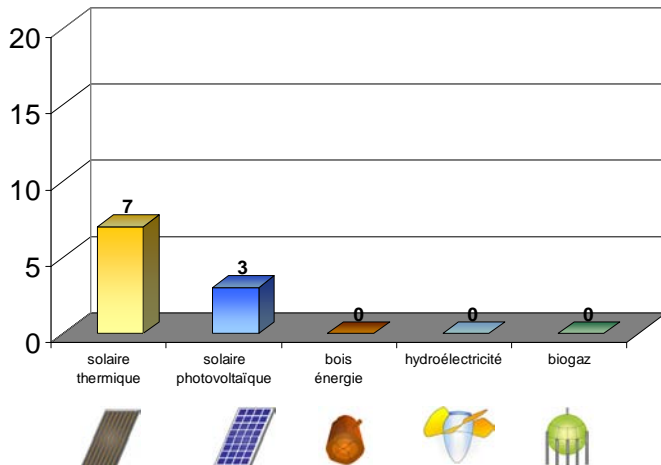 20
15
10
5
0
7
3
0
0
0
solaire thermique
solaire photovoltaïque
bois énergie
hydroélectricité
biogaz